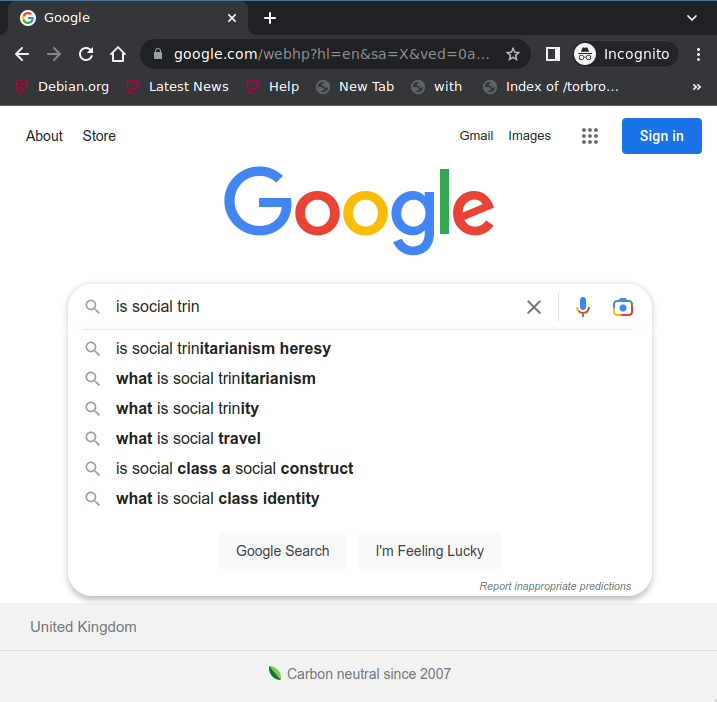 Google
google.com/webhp?hl=en&sa=X&ved=0a...
Incognito
Debian.org Latest News Help New Tab with Index of /torbro... »
About Store Gmail Images Sign in
Google
is social trin
is social trinitarianism heresy
what is social trinitarianism
what is social trinity
what is social travel
is social class a social construct
what is social class identity
Google Search I'm Feeling Lucky
Report inappropriate predictions
United Kingdom
Carbon neutral since 2007